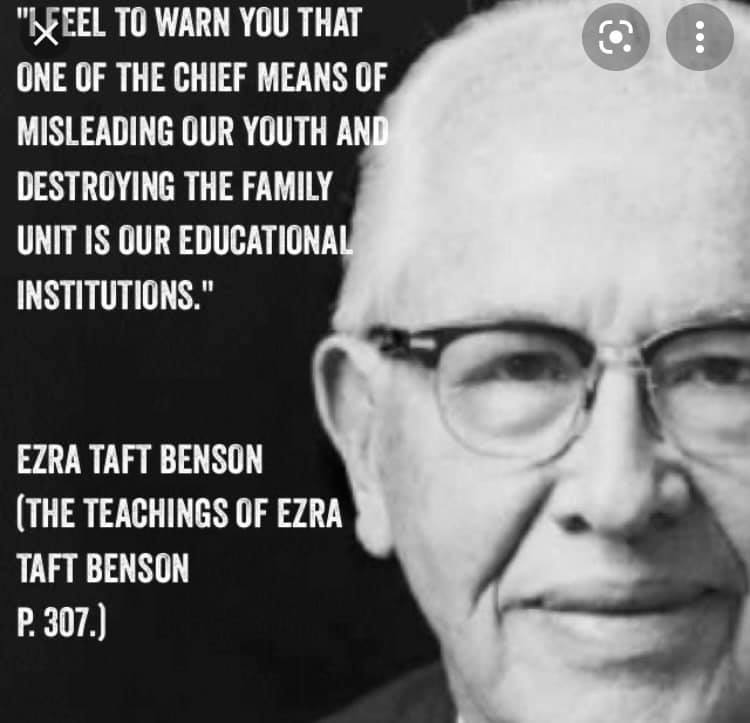 "I FEEL TO WARN YOU THAT
ONE OF THE CHIEF MEANS OF
MISLEADING OUR YOUTH AND
DESTROYING THE FAMILY
UNIT IS OUR EDUCATIONAL
INSTITUTIONS."
EZRA TAFT BENSON
(THE TEACHINGS OF EZRA
TAFT BENSON
P. 307.)